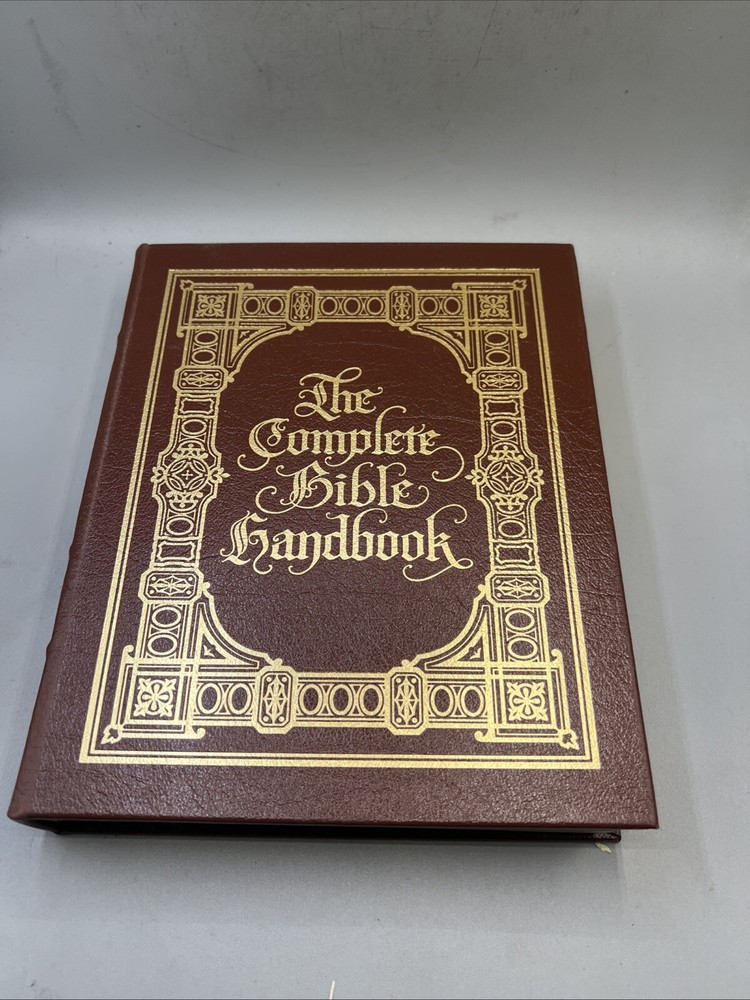 The
Complete
Bible
Handbook